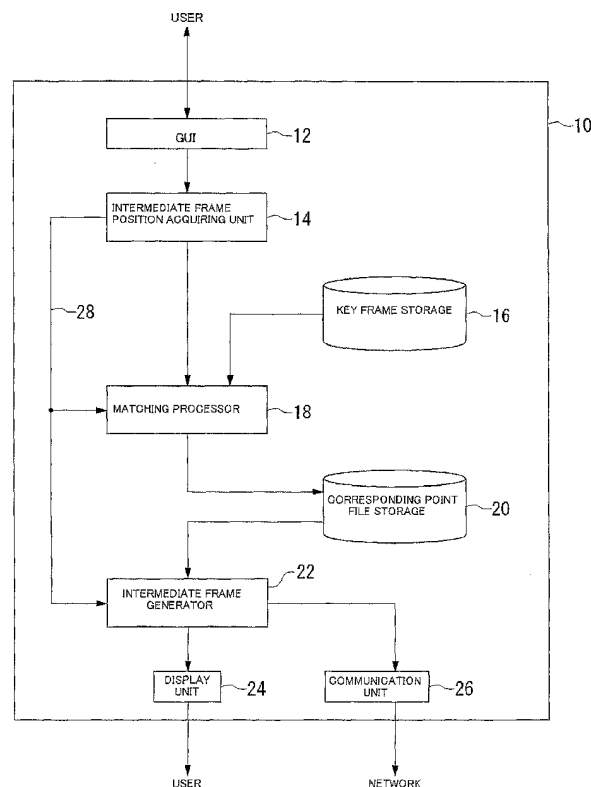 USER
10
GUI
12
INTERMEDIATE FRAME
POSITION ACQUIRING UNIT
14
28
KEY FRAME STORAGE
16
MATCHING PROCESSOR
18
CORRESPONDING POINT
FILE STORAGE
20
22
INTERMEDIATE FRAME
GENERATOR
DISPLAY
UNIT
24
COMMUNICATION
UNIT
26
USER
NETWORK